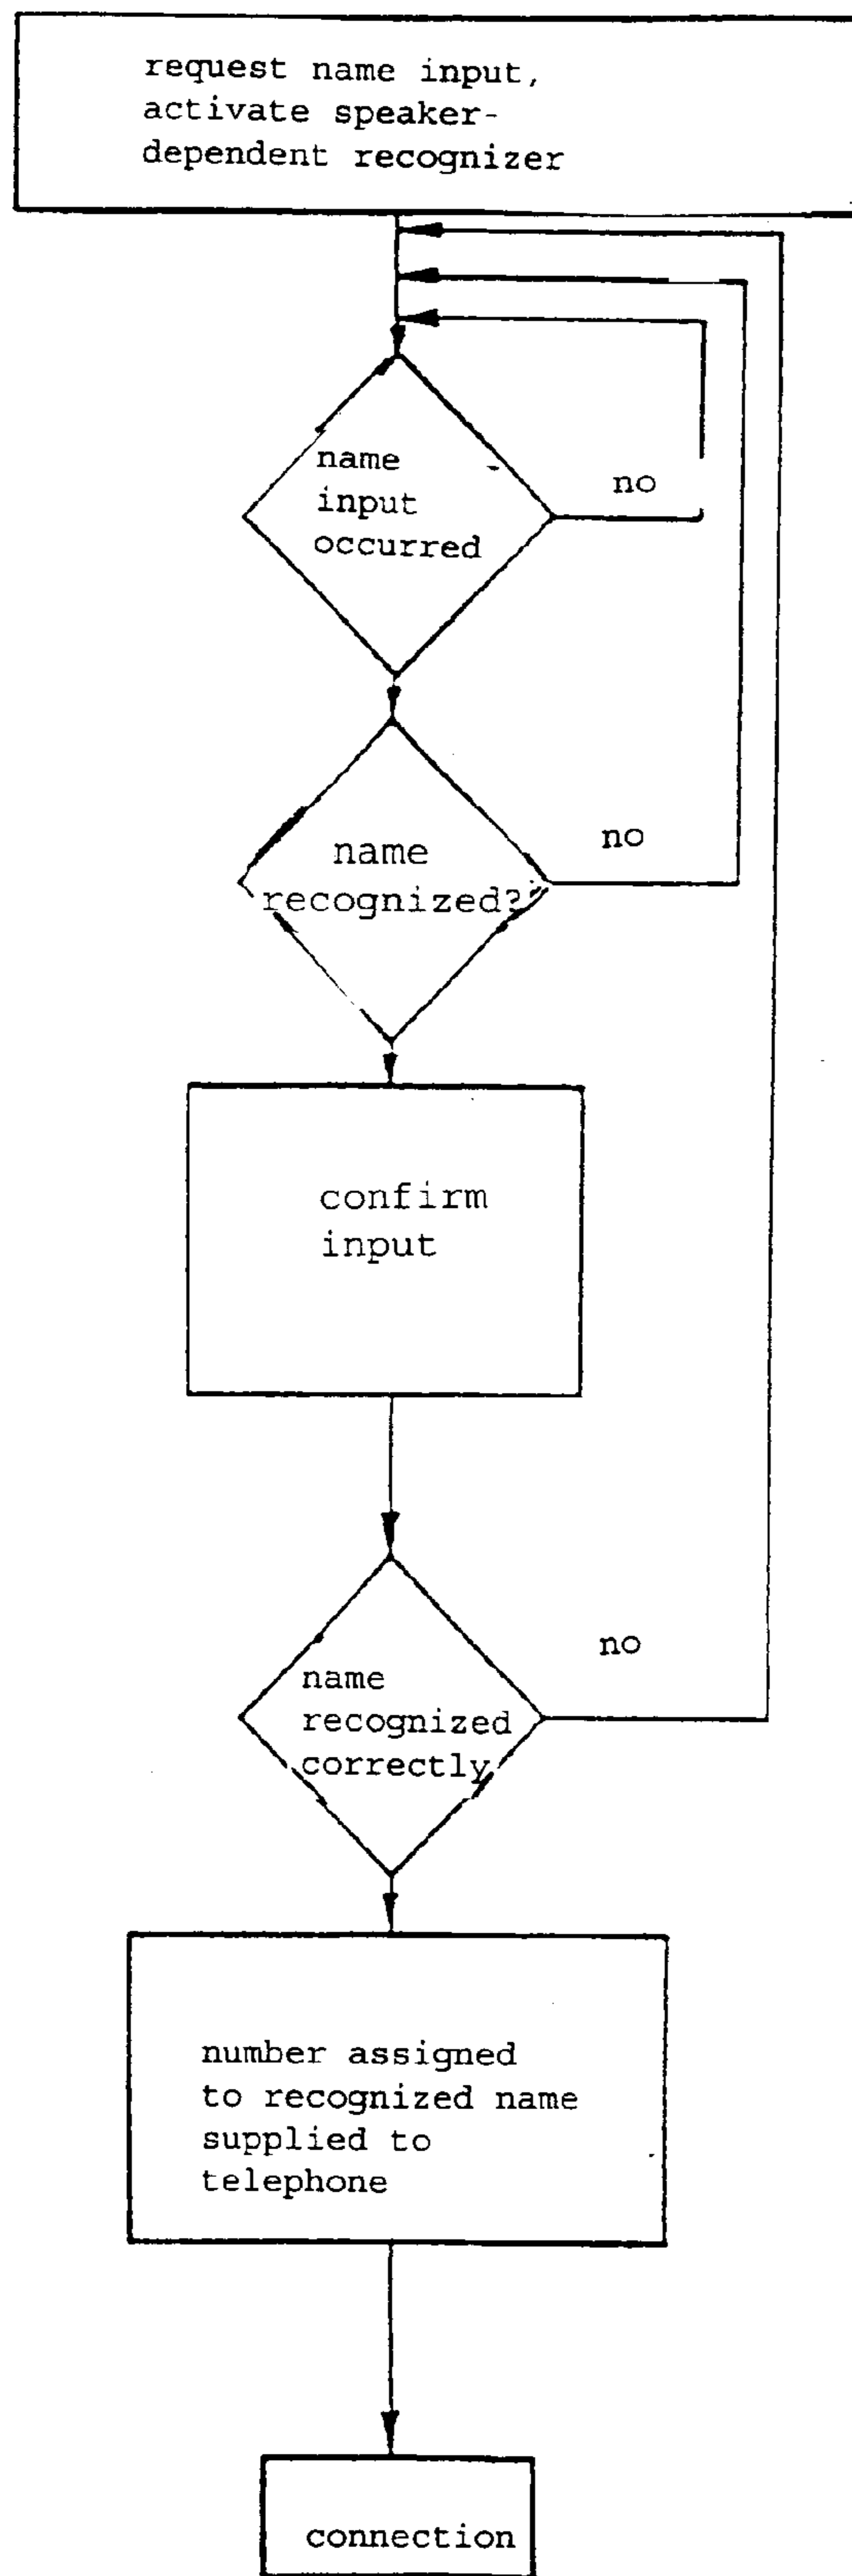 request name input,
activate speaker-
dependent recognizer
name
input
occurred
no
name
recognized?
no
confirm
input
name
recognized
correctly
no
number assigned
to recognized name
supplied to
telephone
connection